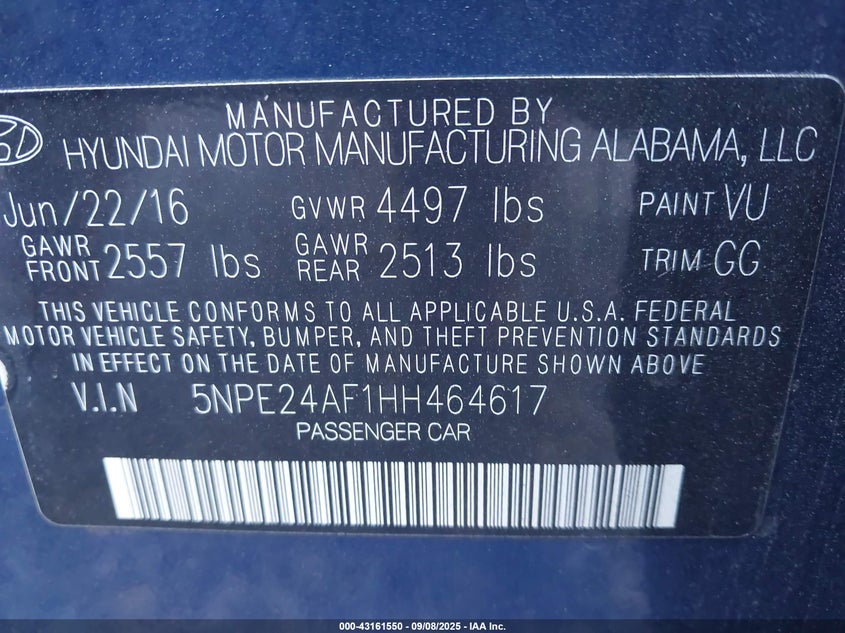 MANUFACTURED BY
HYUNDAI MOTOR MANUFACTURING ALABAMA, LLC
Jun/22/16 GVWR 4497 lbs PAINT VU
GAWR FRONT 2557 lbs GAWR REAR 2513 lbs TRIM GG
THIS VEHICLE CONFORMS TO ALL APPLICABLE U.S.A. FEDERAL
MOTOR VEHICLE SAFETY, BUMPER, AND THEFT PREVENTION STANDARDS
IN EFFECT ON THE DATE OF MANUFACTURE SHOWN ABOVE
V.I.N 5NPE24AF1HH464617
PASSENGER CAR
000-43161550 - 09/08/2025 - IAA Inc.